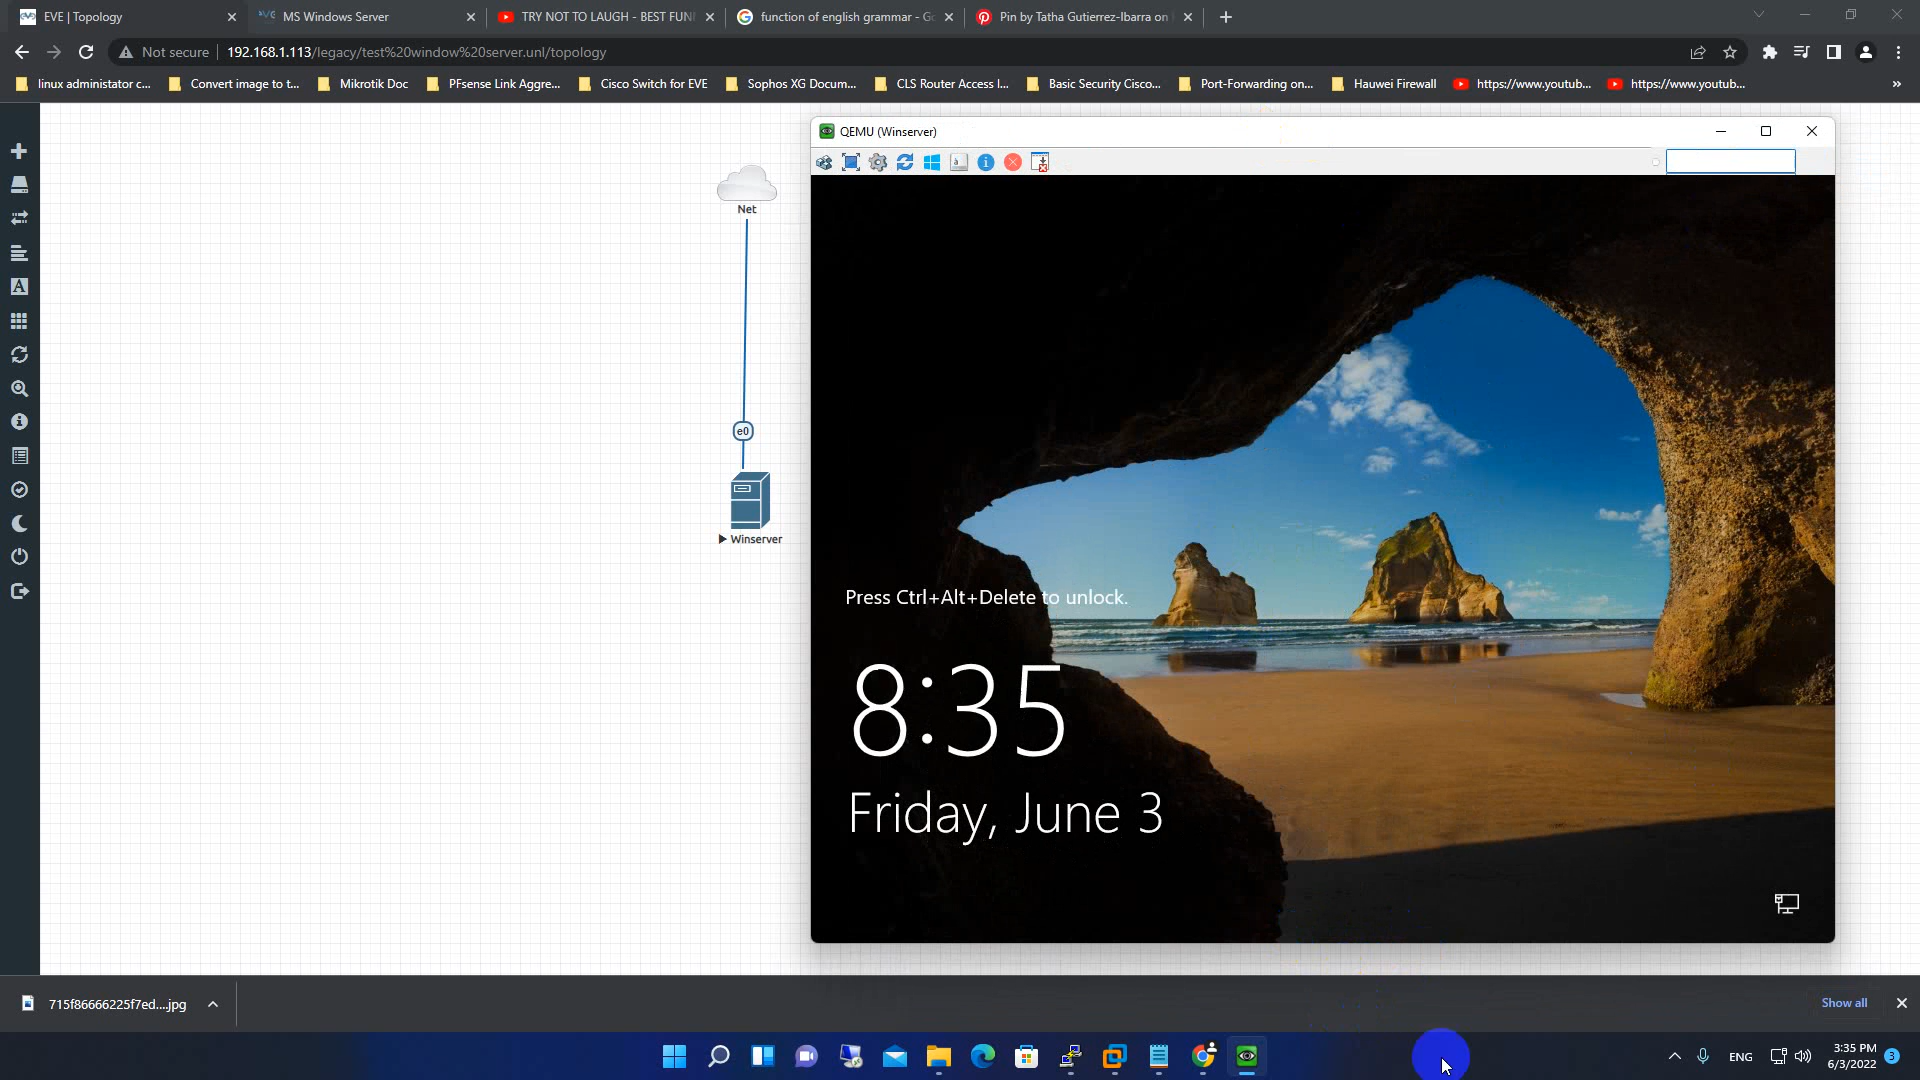 EVE | Topology
MS Windows Server
TRY NOT TO LAUGH - BEST FUN
function of english grammar - Go
Pin by Tatha Gutierrez-Ibarra on
Not secure
192.168.1.113/legacy/test%20window%20server.unl/topology
linux administator c...
Convert image to t...
Mikrotik Doc
PFsense Link Aggre...
Cisco Switch for EVE
Sophos XG Docum...
CLS Router Access l...
Basic Security Cisco...
Port-Forwarding on...
Hauwei Firewall
https://www.youtub...
https://www.youtub...
»
QEMU (Winserver)
Net
e0
Winserver
Press Ctrl+Alt+Delete to unlock.
8:35
Friday, June 3
715f86666225f7ed....jpg
Show all
ENG
3:35 PM
6/3/2022
3